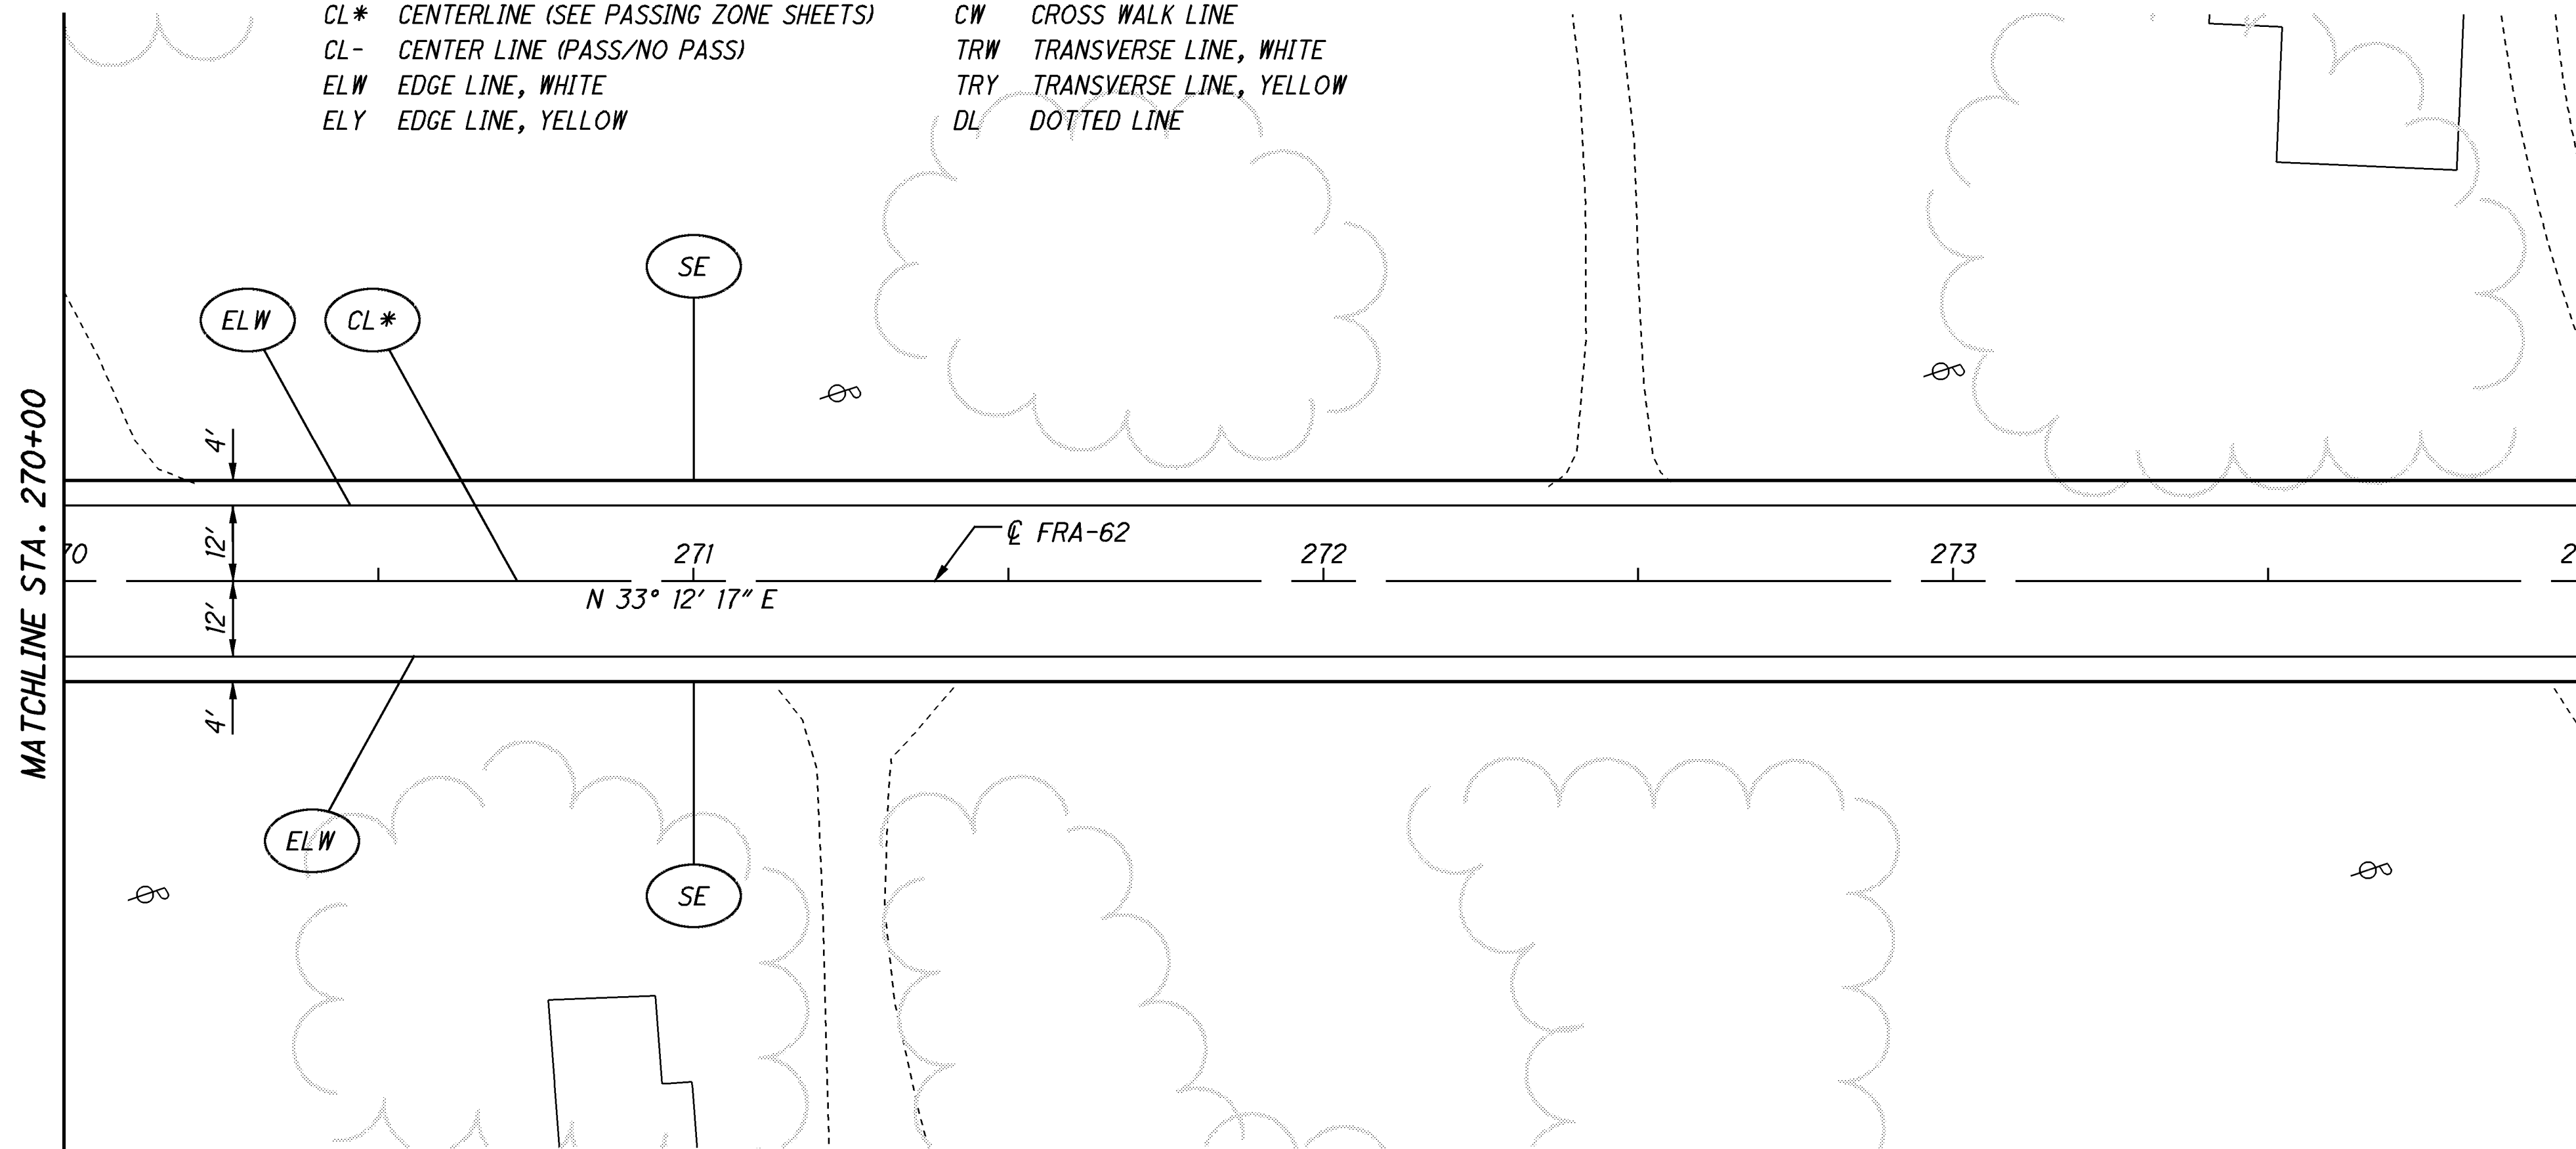 CL* CENTERLINE (SEE PASSING ZONE SHEETS)
CL- CENTER LINE (PASS/NO PASS)
ELW EDGE LINE, WHITE
ELY EDGE LINE, YELLOW
CW CROSS WALK LINE
TRW TRANSVERSE LINE, WHITE
TRY TRANSVERSE LINE, YELLOW
DL DOTTED LINE
SE
ELW
CL*
MATCHLINE STA. 270+00
4'
12'
℄ FRA-62
70
271
272
273
2
N 33° 12' 17" E
12'
4'
ELW
SE